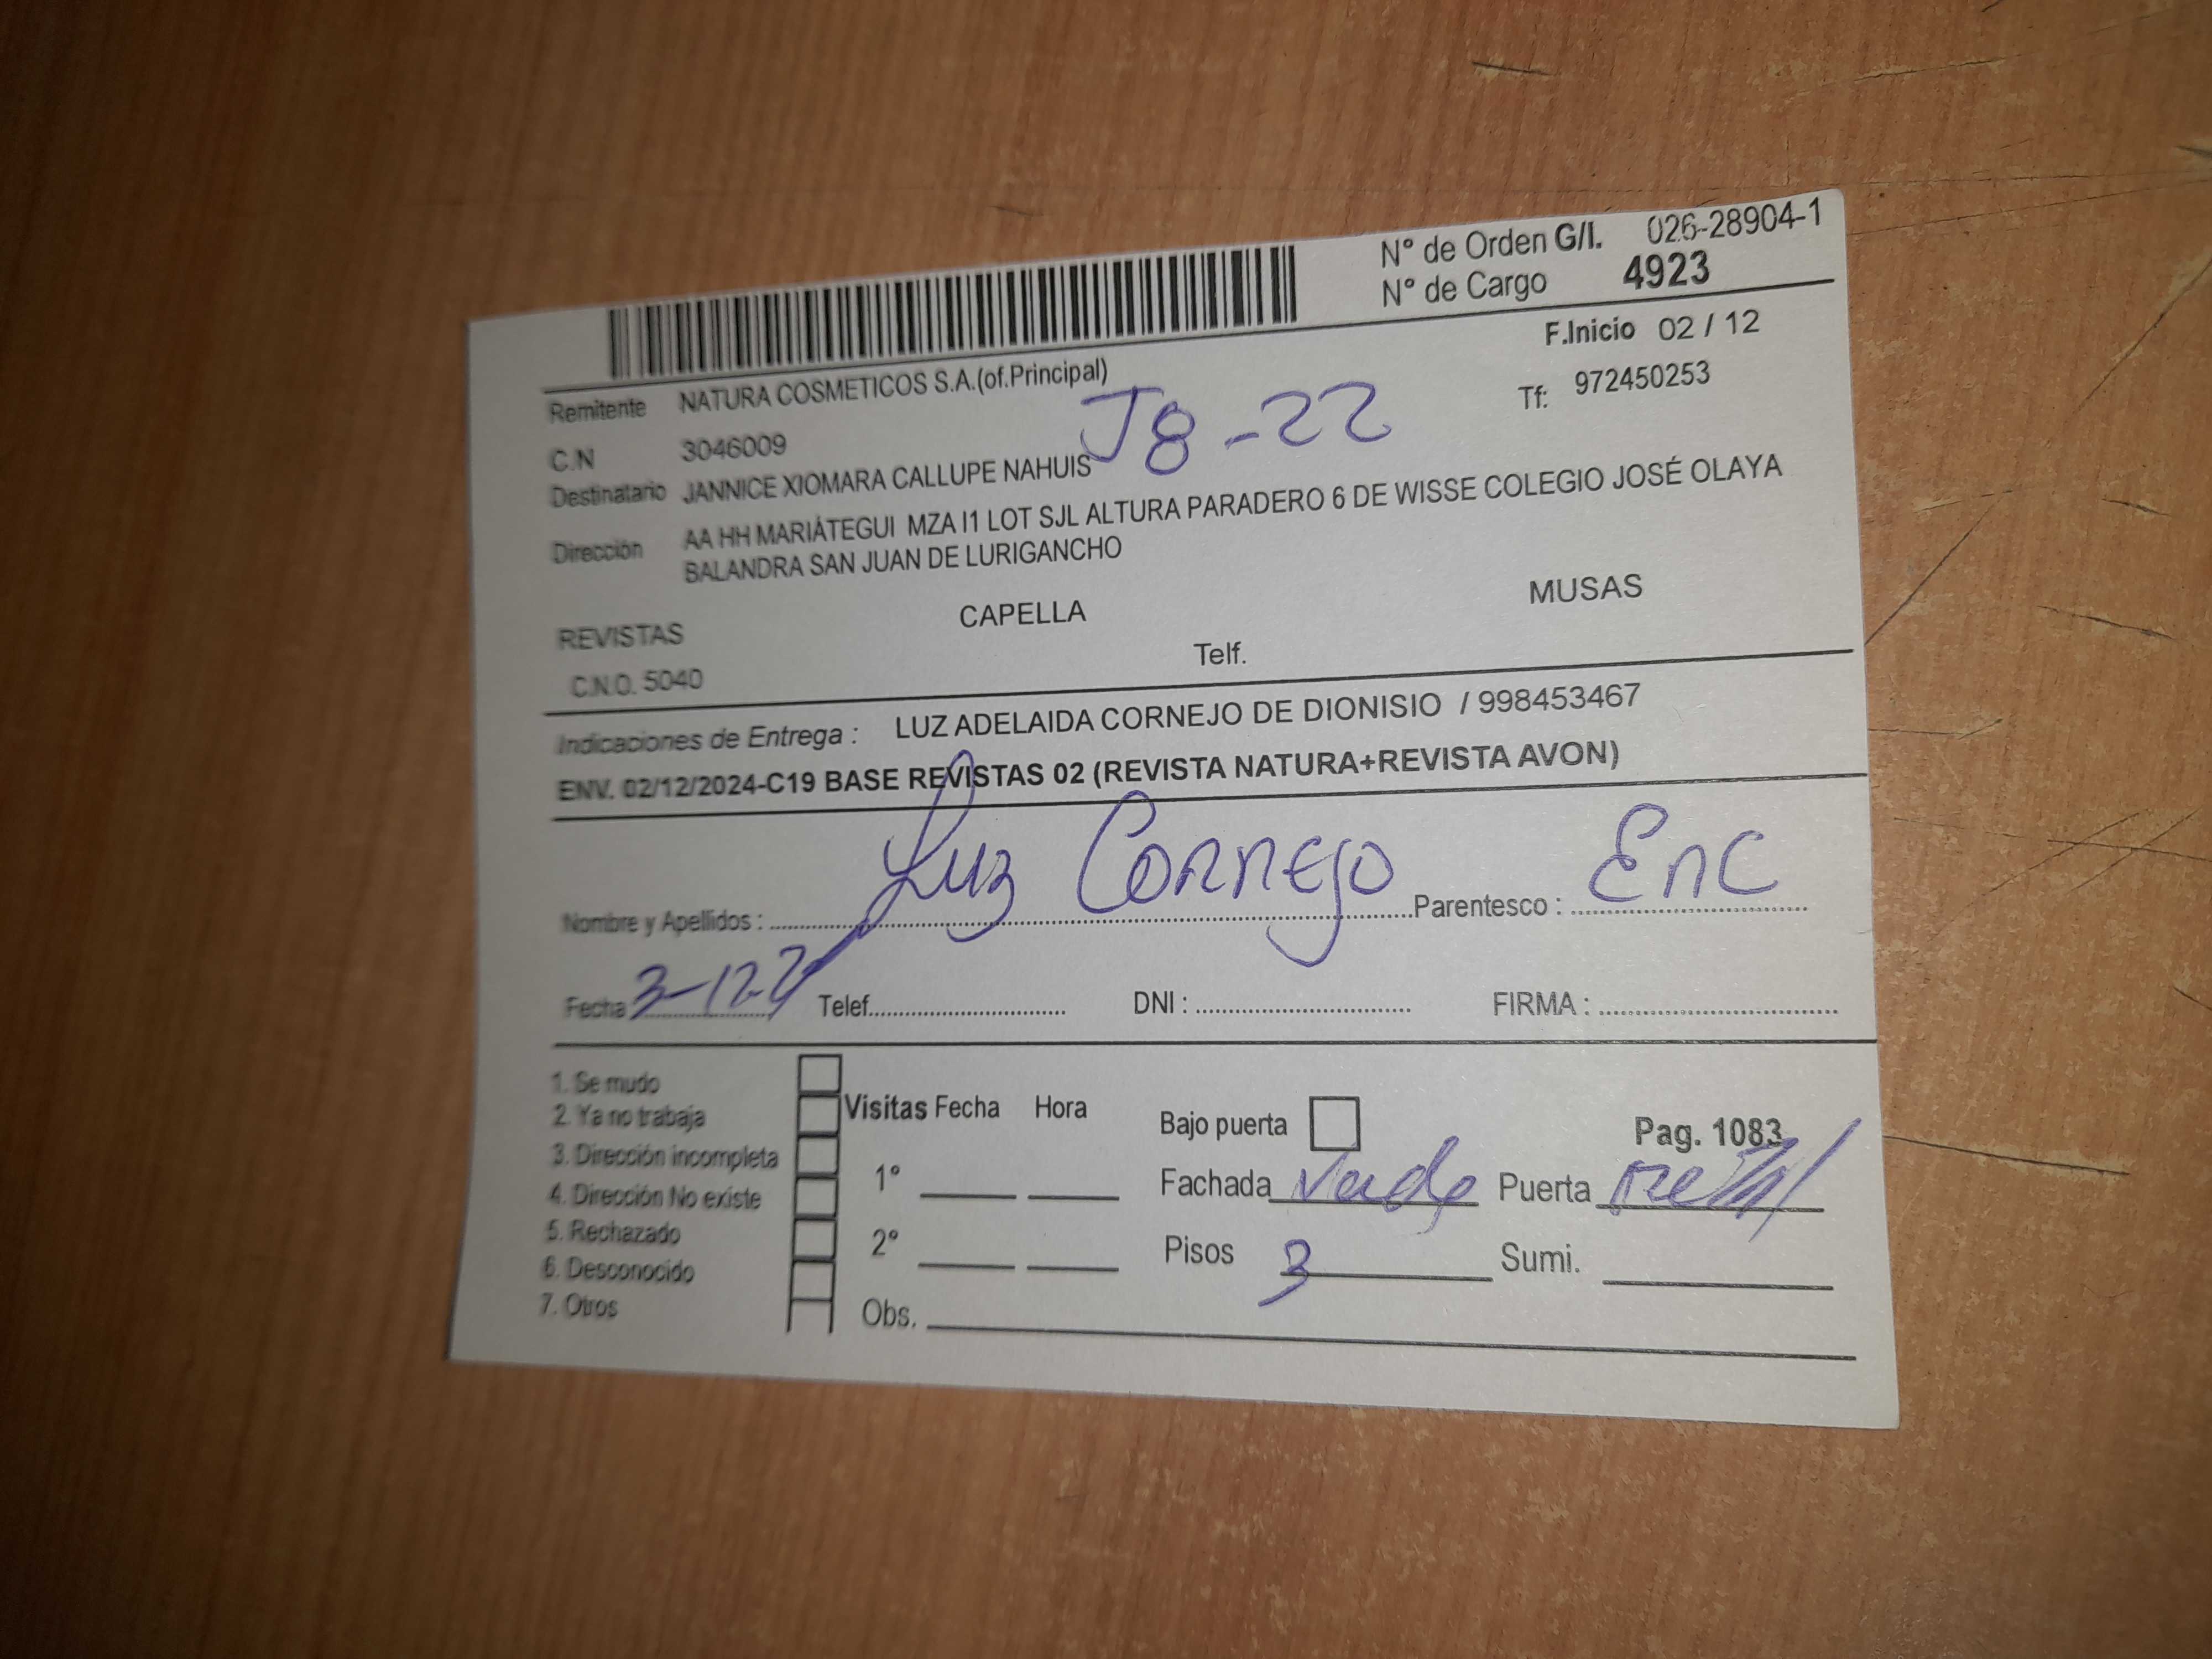 N° de Orden G/I. 026-28904-1
N° de Cargo 4923
F.Inicio 02 / 12
Remitente NATURA COSMETICOS S.A.(of.Principal)
Tf: 972450253
C.N 3046009
J8-22
Destinatario JANNICE XIOMARA CALLUPE NAHUIS
Dirección AA HH MARIÁTEGUI MZA I1 LOT SJL ALTURA PARADERO 6 DE WISSE COLEGIO JOSÉ OLAYA
BALANDRA SAN JUAN DE LURIGANCHO
REVISTAS CAPELLA MUSAS
C.N.O. 5040 Telf.
Indicaciones de Entrega : LUZ ADELAIDA CORNEJO DE DIONISIO / 998453467
ENV. 02/12/2024-C19 BASE REVISTAS 02 (REVISTA NATURA+REVISTA AVON)
Nombre y Apellidos : Luz Cornejo Parentesco : Enc
Fecha 3-12-24 Telef. DNI : FIRMA :
1. Se mudo
2. Ya no trabaja
3. Dirección incompleta
4. Dirección No existe
5. Rechazado
6. Desconocido
7. Otros
Visitas Fecha Hora
1°
2°
Obs.
Bajo puerta Pag. 1083
Fachada Verde Puerta metal
Pisos 3 Sumi.